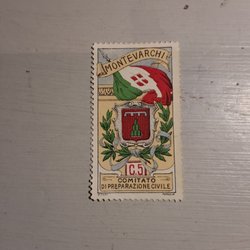 MONTEVARCHI
C.5
COMITATO
DI PREPARAZIONE CIVILE